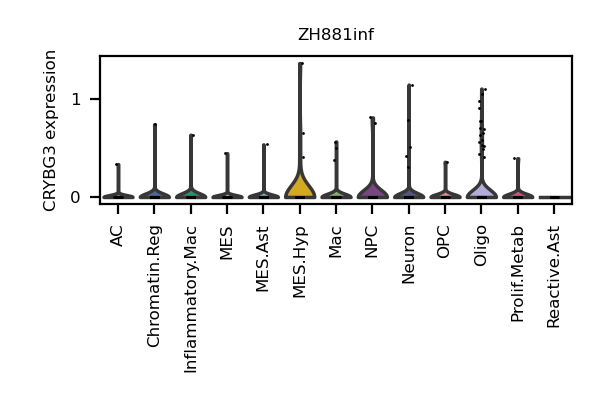 ZH881inf
CRYBG3 expression
1
0
AC
Chromatin.Reg
Inflammatory.Mac
MES
MES.Ast
MES.Hyp
Mac
NPC
Neuron
OPC
Oligo
Prolif.Metab
Reactive.Ast